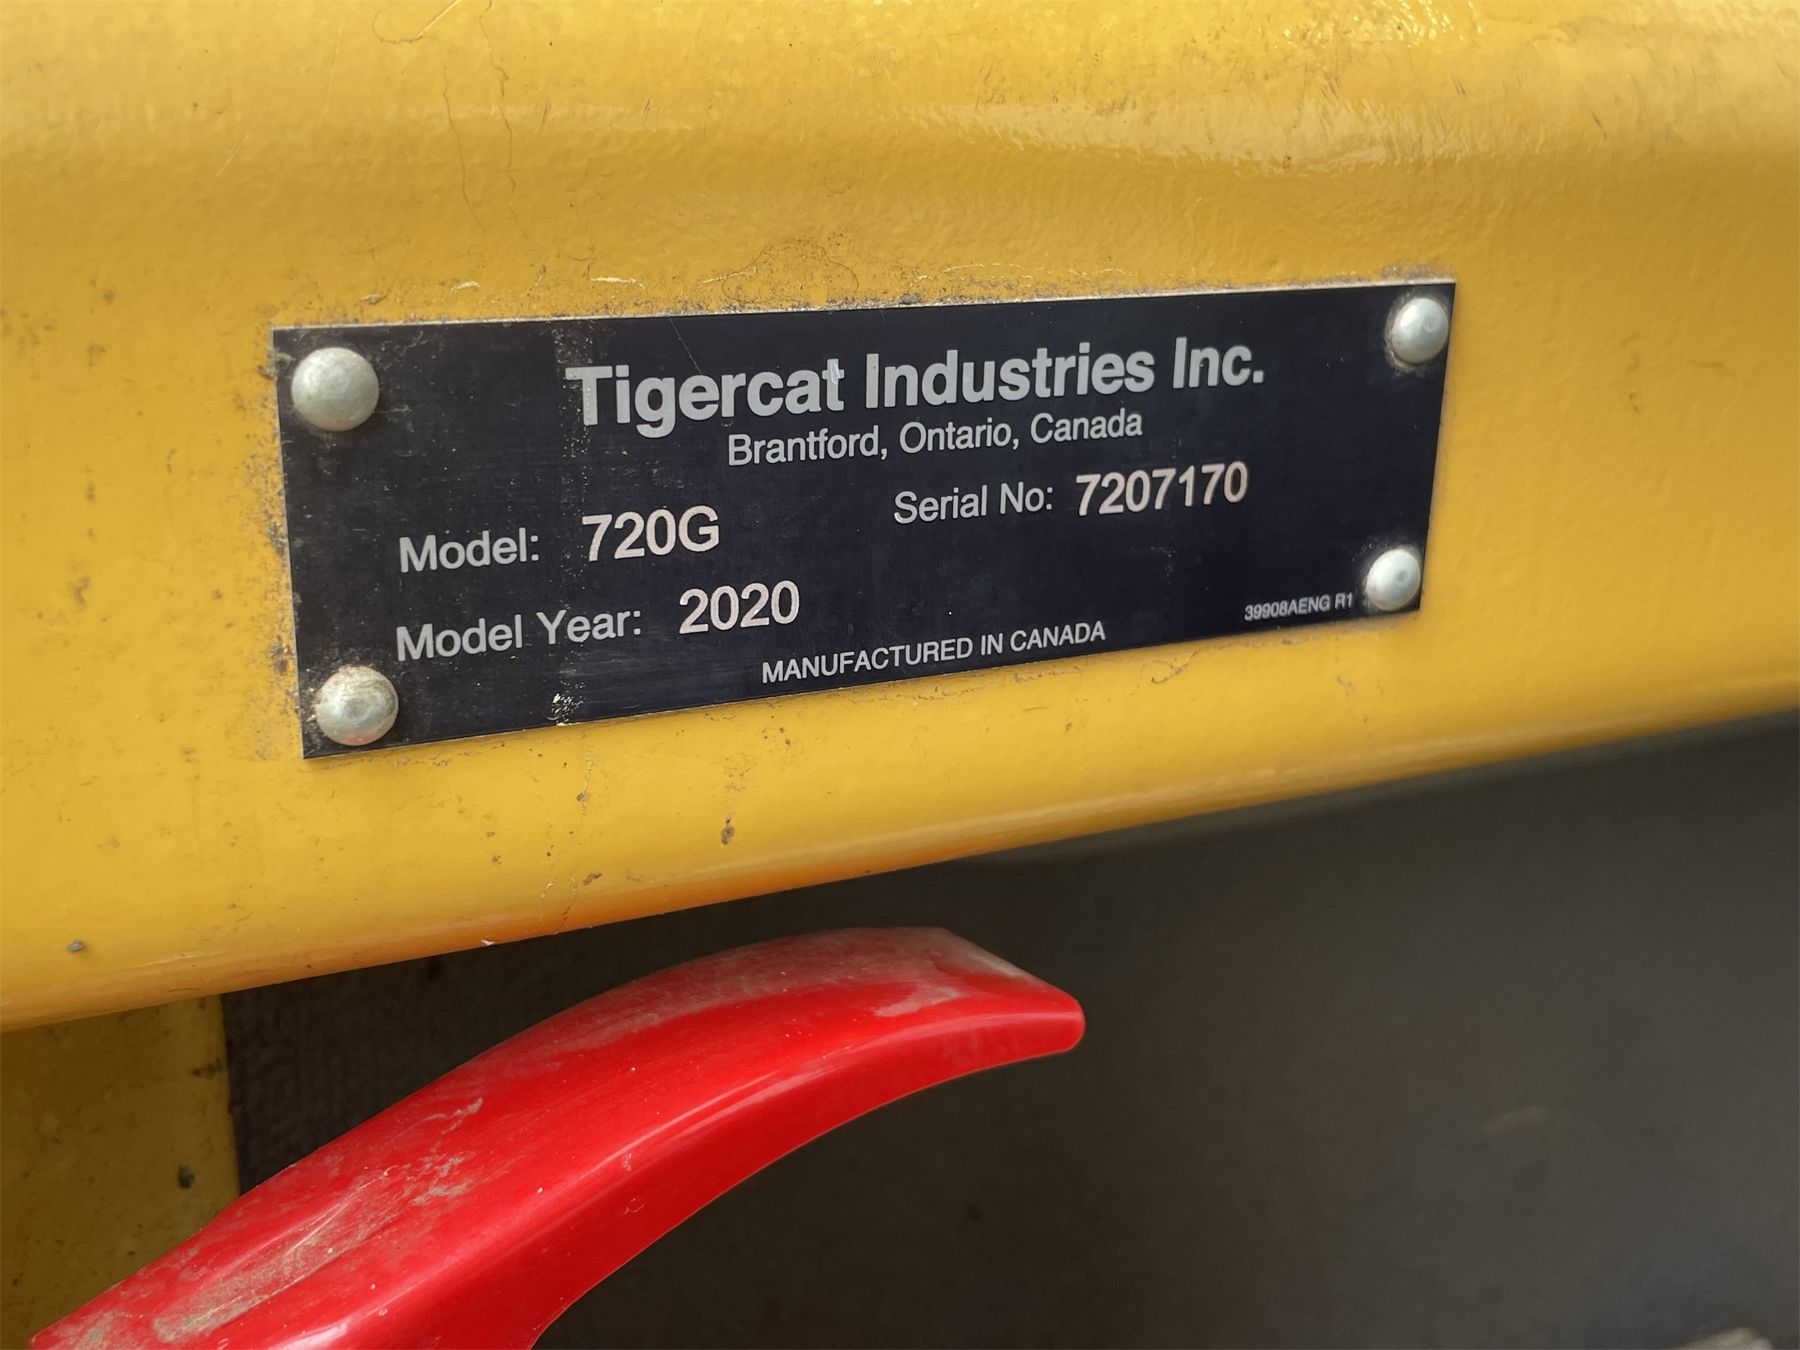 Tigercat Industries Inc.
Brantford, Ontario, Canada
Model: 720G Serial No: 7207170
Model Year: 2020
MANUFACTURED IN CANADA 39908AENG R1